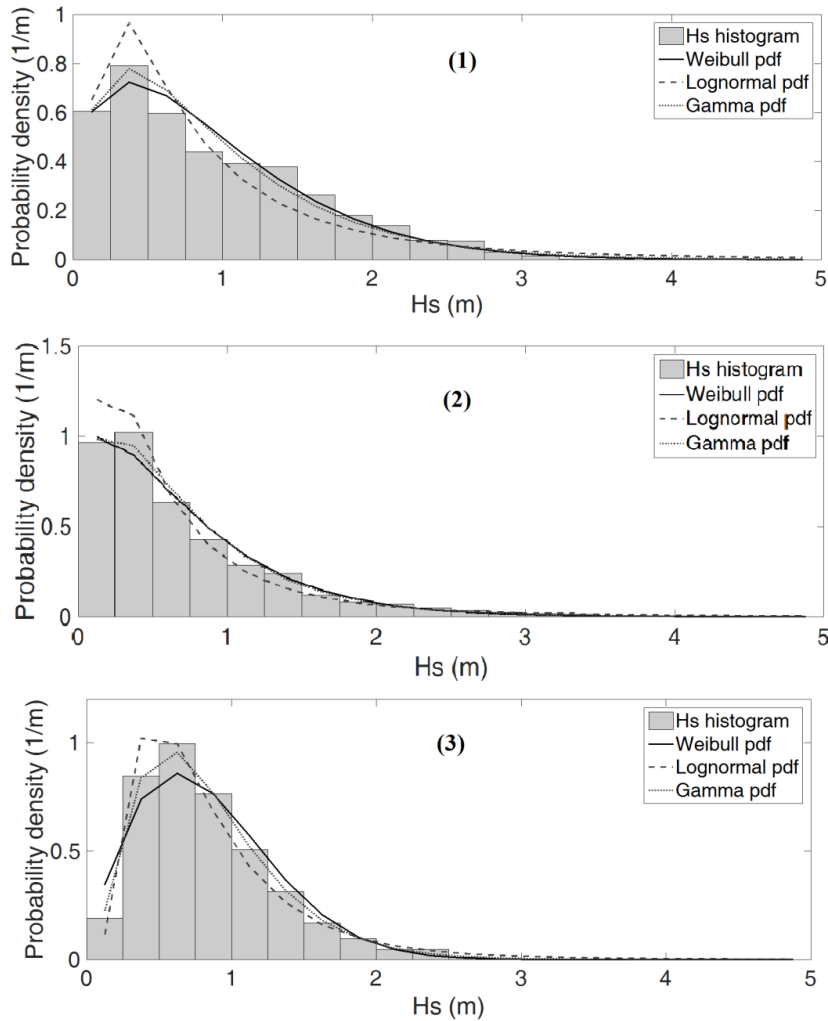 Probability density (1/m)
1
0.8
0.6
0.4
0.2
0
(1)
Hs histogram
Weibull pdf
Lognormal pdf
Gamma pdf
0 1 2 3 4 5
Hs (m)
Probability density (1/m)
1.5
1
0.5
0
(2)
Hs histogram
Weibull pdf
Lognormal pdf
Gamma pdf
0 1 2 3 4 5
Hs (m)
Probability density (1/m)
1
0.5
0
(3)
Hs histogram
Weibull pdf
Lognormal pdf
Gamma pdf
0 1 2 3 4 5
Hs (m)